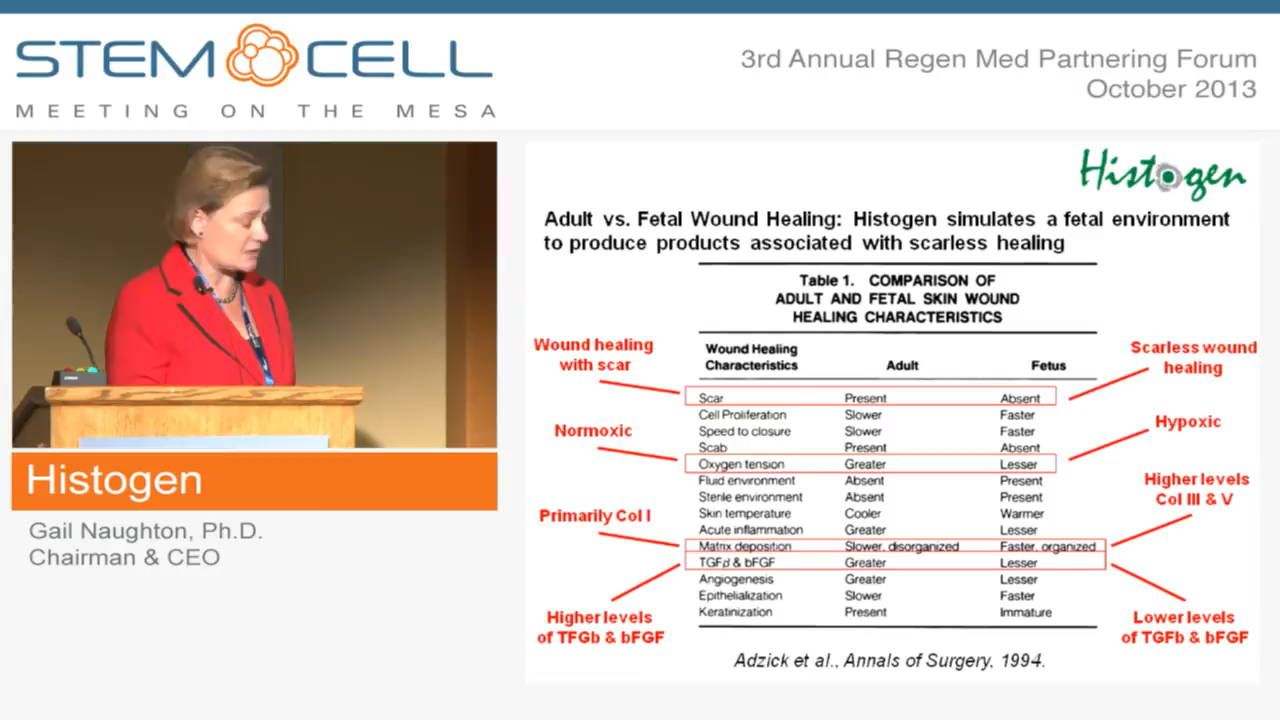 STEM CELL
MEETING ON THE MESA
3rd Annual Regen Med Partnering Forum
October 2013
Histogen
Gail Naughton, Ph.D.
Chairman & CEO
Histogen
Adult vs. Fetal Wound Healing: Histogen simulates a fetal environment
to produce products associated with scarless healing
Table 1. COMPARISON OF
ADULT AND FETAL SKIN WOUND
HEALING CHARACTERISTICS
Wound Healing
Characteristics Adult Fetus
Scar Present Absent
Cell Proliferation Slower Faster
Speed to closure Slower Faster
Scab Present Absent
Oxygen tension Greater Lesser
Fluid environment Absent Present
Sterile environment Absent Present
Skin temperature Cooler Warmer
Acute inflammation Greater Lesser
Matrix deposition Slower, disorganized Faster, organized
TGFβ & bFGF Greater Lesser
Angiogenesis Greater Lesser
Epithelialization Slower Faster
Keratinization Present Immature
Wound healing
with scar
Normoxic
Primarily Col I
Higher levels
of TFGb & bFGF
Scarless wound
healing
Hypoxic
Higher levels
Col III & V
Lower levels
of TGFb & bFGF
Adzick et al., Annals of Surgery, 1994.